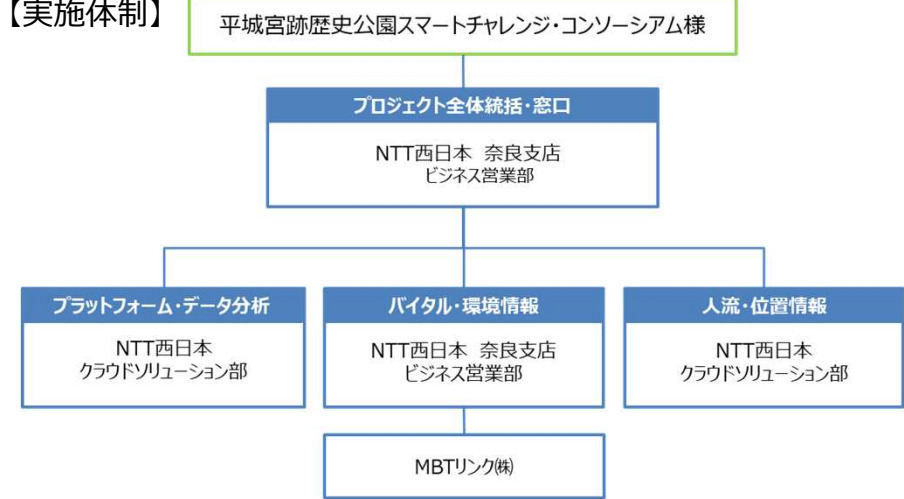 【実施体制】
平城宮跡歴史公園スマートチャレンジ・コンソーシアム様
プロジェクト全体統括・窓口
NTT西日本 奈良支店
ビジネス営業部
プラットフォーム・データ分析
NTT西日本
クラウドソリューション部
バイタル・環境情報
NTT西日本 奈良支店
ビジネス営業部
人流・位置情報
NTT西日本
クラウドソリューション部
MBTリンク㈱